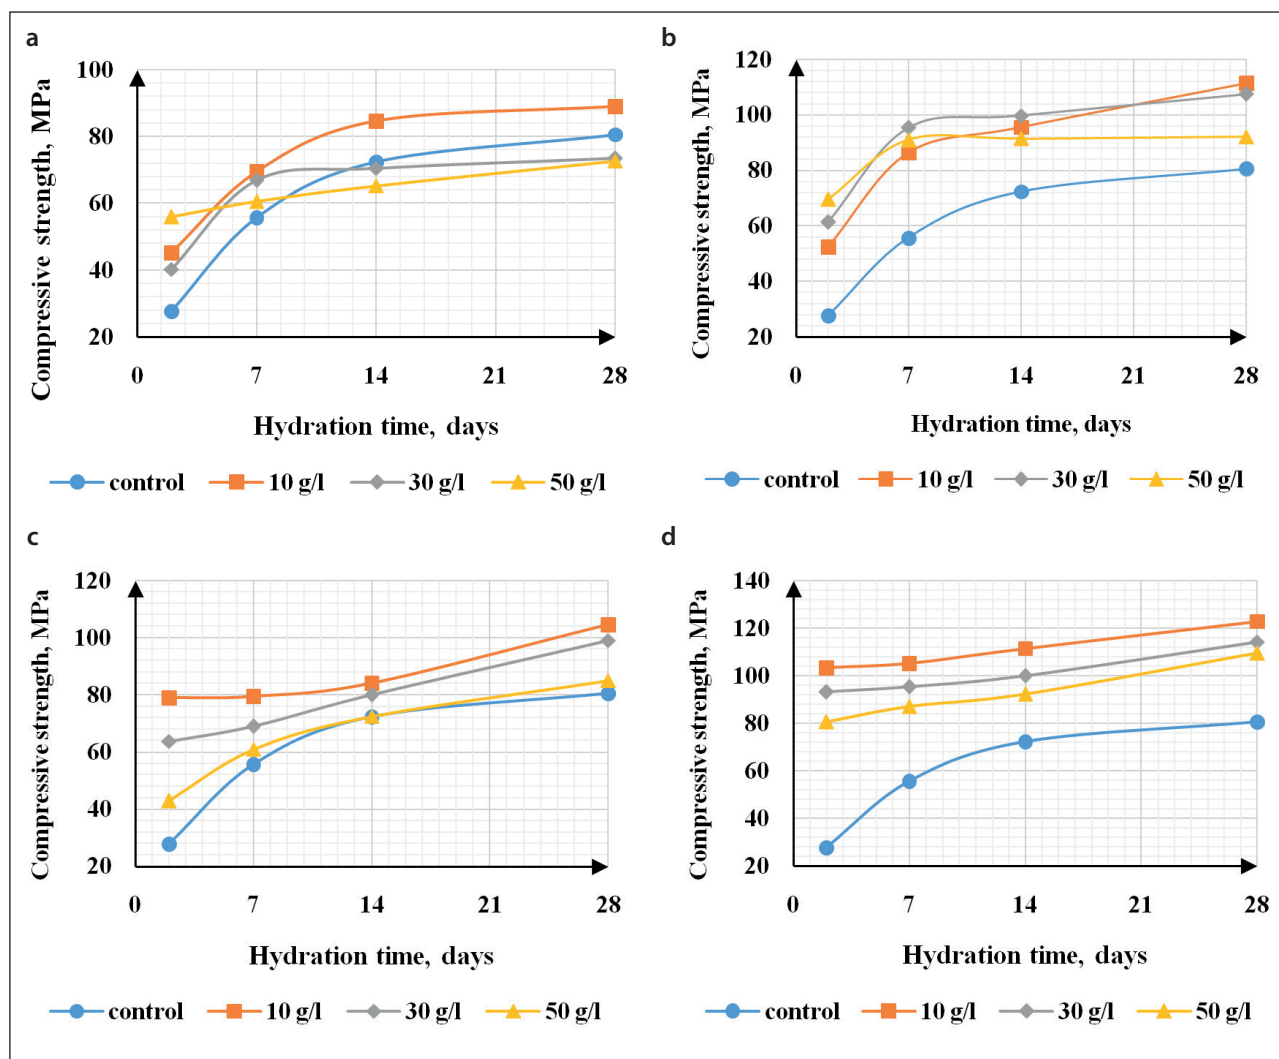 a
Compressive strength, MPa
100
80
60
40
20
0 7 14 21 28
Hydration time, days
control 10 g/l 30 g/l 50 g/l
b
Compressive strength, MPa
120
100
80
60
40
20
0 7 14 21 28
Hydration time, days
control 10 g/l 30 g/l 50 g/l
c
Compressive strength, MPa
120
100
80
60
40
20
0 7 14 21 28
Hydration time, days
control 10 g/l 30 g/l 50 g/l
d
Compressive strength, MPa
140
120
100
80
60
40
20
0 7 14 21 28
Hydration time, days
control 10 g/l 30 g/l 50 g/l